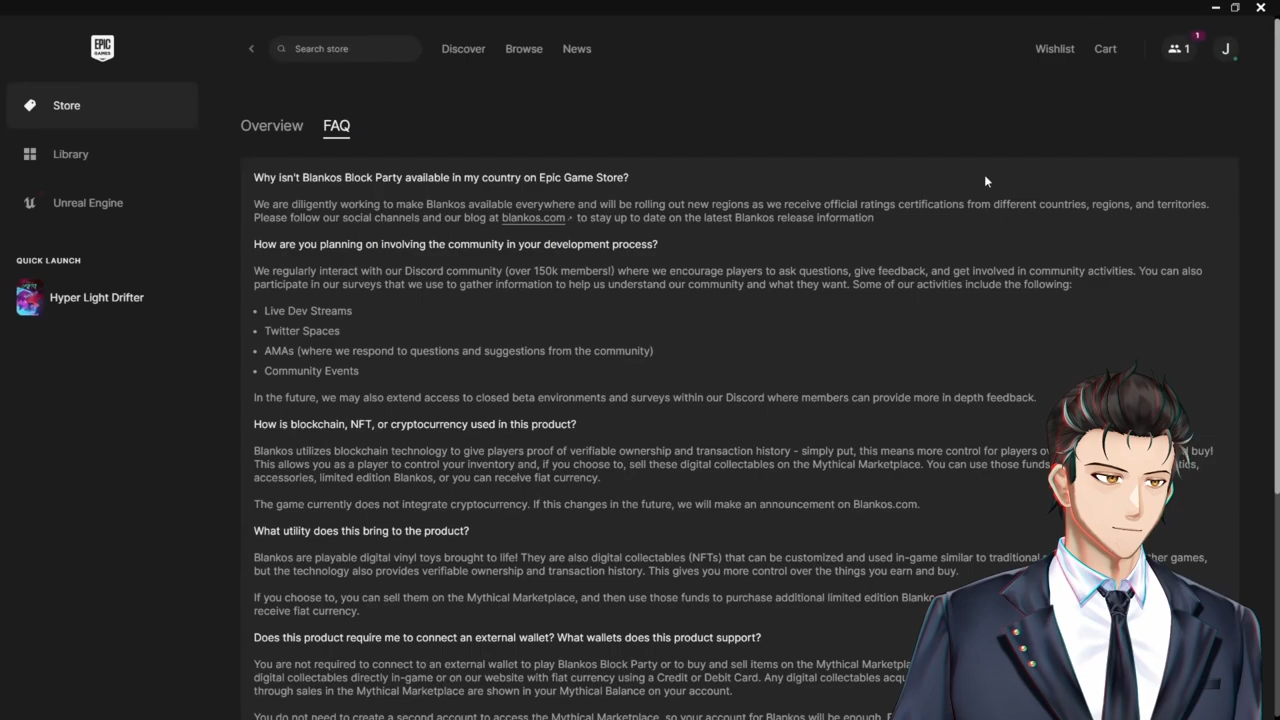 EPIC
GAMES
Search store
Discover
Browse
News
Wishlist
Cart
1
1
J
Store
Library
Unreal Engine
QUICK LAUNCH
Hyper Light Drifter
Overview
FAQ
Why isn't Blankos Block Party available in my country on Epic Game Store?
We are diligently working to make Blankos available everywhere and will be rolling out new regions as we receive official ratings certifications from different countries, regions, and territories.
Please follow our social channels and our blog at blankos.com to stay up to date on the latest Blankos release information
How are you planning on involving the community in your development process?
We regularly interact with our Discord community (over 150k members!) where we encourage players to ask questions, give feedback, and get involved in community activities. You can also
participate in our surveys that we use to gather information to help us understand our community and what they want. Some of our activities include the following:
• Live Dev Streams
• Twitter Spaces
• AMAs (where we respond to questions and suggestions from the community)
• Community Events
In the future, we may also extend access to closed beta environments and surveys within our Discord where members can provide more in depth feedback.
How is blockchain, NFT, or cryptocurrency used in this product?
Blankos utilizes blockchain technology to give players proof of verifiable ownership and transaction history - simply put, this means more control for players buy!
This allows you as a player to control your inventory and, if you choose to, sell these digital collectables on the Mythical Marketplace. You can use those funds
accessories, limited edition Blankos, or you can receive fiat currency.
The game currently does not integrate cryptocurrency. If this changes in the future, we will make an announcement on Blankos.com.
What utility does this bring to the product?
Blankos are playable digital vinyl toys brought to life! They are also digital collectables (NFTs) that can be customized and used in-game similar to traditional games,
but the technology also provides verifiable ownership and transaction history. This gives you more control over the things you earn and buy.
If you choose to, you can sell them on the Mythical Marketplace, and then use those funds to purchase additional limited edition
receive fiat currency.
Does this product require me to connect an external wallet? What wallets does this product support?
You are not required to connect to an external wallet to play Blankos Block Party or to buy and sell items on the Mythical
digital collectables directly in-game or on our website with fiat currency using a Credit or Debit Card. Any digital collectables
through sales in the Mythical Marketplace are shown in your Mythical Balance on your account.
You do not need to create a second account to access the Mythical Marketplace, so your account for Blankos will be enough.